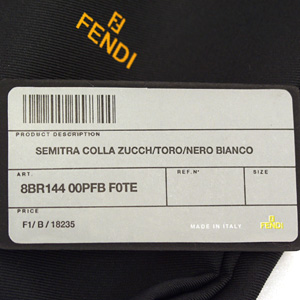 FENDI
PRODUCT DESCRIPTION
SEMITRA COLLA ZUCCH/TORO/NERO BIANCO
ART. REF.Nº SIZE
8BR144 00PFB F0TE
PRICE
F1/ B / 18235
MADE IN ITALY
FENDI